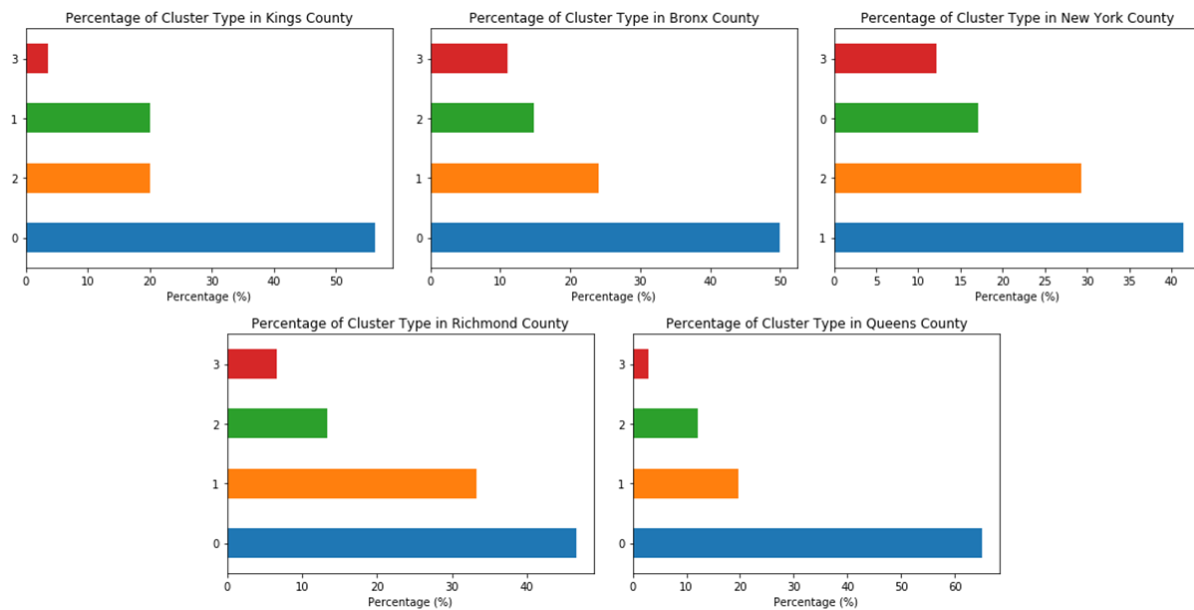 Percentage of Cluster Type in Kings County
3
1
2
0
0 10 20 30 40 50
Percentage (%)
Percentage of Cluster Type in Bronx County
3
2
1
0
0 10 20 30 40 50
Percentage (%)
Percentage of Cluster Type in New York County
3
0
2
1
0 5 10 15 20 25 30 35 40
Percentage (%)
Percentage of Cluster Type in Richmond County
3
2
1
0
0 10 20 30 40
Percentage (%)
Percentage of Cluster Type in Queens County
3
2
1
0
0 10 20 30 40 50 60
Percentage (%)